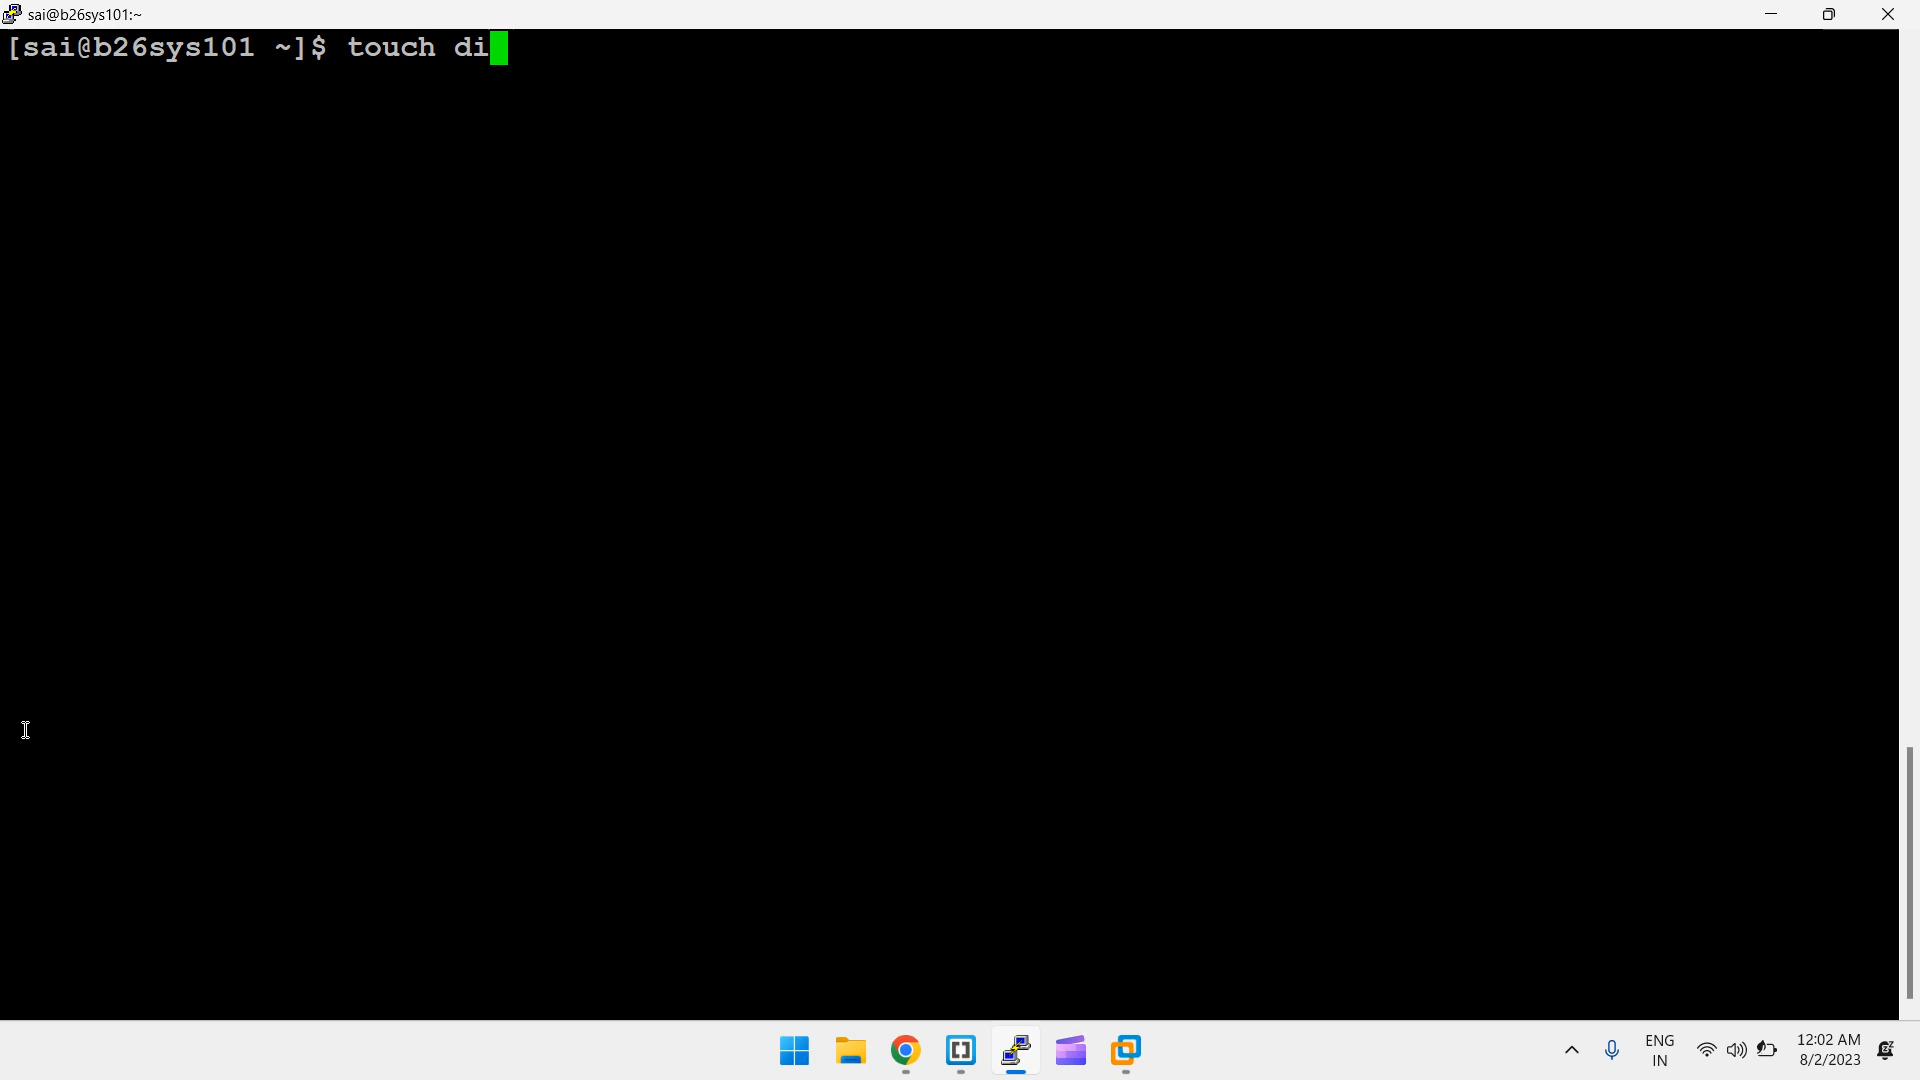 sai@b26sys101:~
[sai@b26sys101 ~]$ touch di
ENG
IN
12:02 AM
8/2/2023